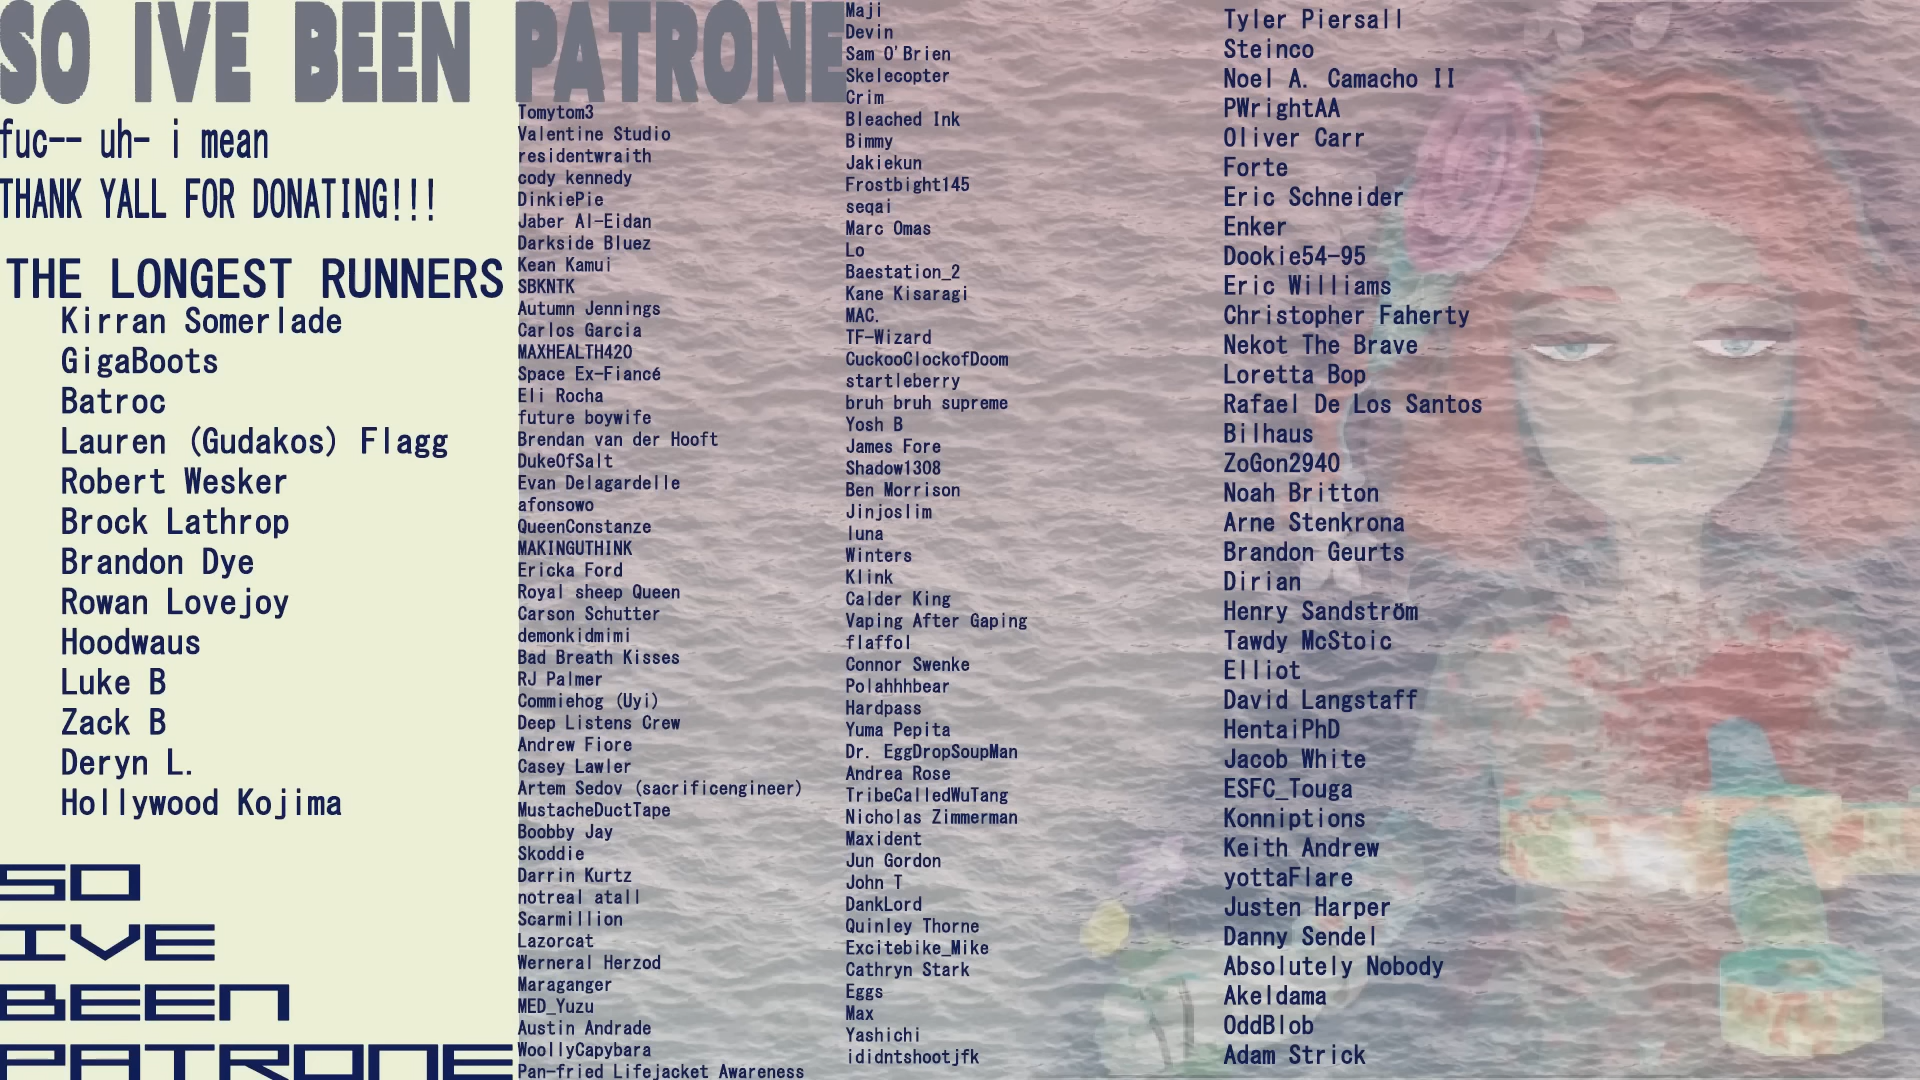 SO IVE BEEN PATRONE
fuc-- uh- i mean
THANK YALL FOR DONATING!!!
THE LONGEST RUNNERS
Kirran Somerlade
GigaBoots
Batroc
Lauren (Gudakos) Flagg
Robert Wesker
Brock Lathrop
Brandon Dye
Rowan Lovejoy
Hoodwaus
Luke B
Zack B
Deryn L.
Hollywood Kojima
SO
IVE
BEEN
PATRONE
Tomytom3
Valentine Studio
residentwraith
cody kennedy
DinkiePie
Jaber Al-Eidan
Darkside Bluez
Kean Kamui
SBKNTK
Autumn Jennings
Carlos Garcia
MAXHEALTH420
Space Ex-Fiancé
Eli Rocha
future boywife
Brendan van der Hooft
DukeOfSalt
Evan Delagardelle
afonsowo
QueenConstanze
MAKINGUTHINK
Ericka Ford
Royal sheep Queen
Carson Schutter
demonkidmimi
Bad Breath Kisses
RJ Palmer
Commiehog (Uyi)
Deep Listens Crew
Andrew Fiore
Casey Lawler
Artem Sedov (sacrificengineer)
MustacheDuctTape
Boobby Jay
Skoddie
Darrin Kurtz
notreal atall
Scarmillion
Lazorcat
Werneral Herzod
Maraganger
MED_Yuzu
Austin Andrade
WoollyCapybara
Pan-fried Lifejacket Awareness
Maji
Devin
Sam O'Brien
Skelecopter
Crim
Bleached Ink
Bimmy
Jakiekun
Frostbight145
seqai
Marc Omas
Lo
Baestation_2
Kane Kisaragi
MAC.
TF-Wizard
CuckooClockofDoom
startleberry
bruh bruh supreme
Yosh B
James Fore
Shadow1308
Ben Morrison
Jinjoslim
luna
Winters
Klink
Calder King
Vaping After Gaping
flaffol
Connor Swenke
Polahhhbear
Hardpass
Yuma Pepita
Dr. EggDropSoupMan
Andrea Rose
TribeCalledWuTang
Nicholas Zimmerman
Maxident
Jun Gordon
John T
DankLord
Quinley Thorne
Excitebike_Mike
Cathryn Stark
Eggs
Max
Yashichi
ididntshootjfk
Tyler Piersall
Steinco
Noel A. Camacho II
PWrightAA
Oliver Carr
Forte
Eric Schneider
Enker
Dookie54-95
Eric Williams
Christopher Faherty
Nekot The Brave
Loretta Bop
Rafael De Los Santos
Bilhaus
ZoGon2940
Noah Britton
Arne Stenkrona
Brandon Geurts
Dirian
Henry Sandström
Tawdy McStoic
Elliot
David Langstaff
HentaiPhD
Jacob White
ESFC_Touga
Konniptions
Keith Andrew
yottaFlare
Justen Harper
Danny Sendel
Absolutely Nobody
Akeldama
OddBlob
Adam Strick